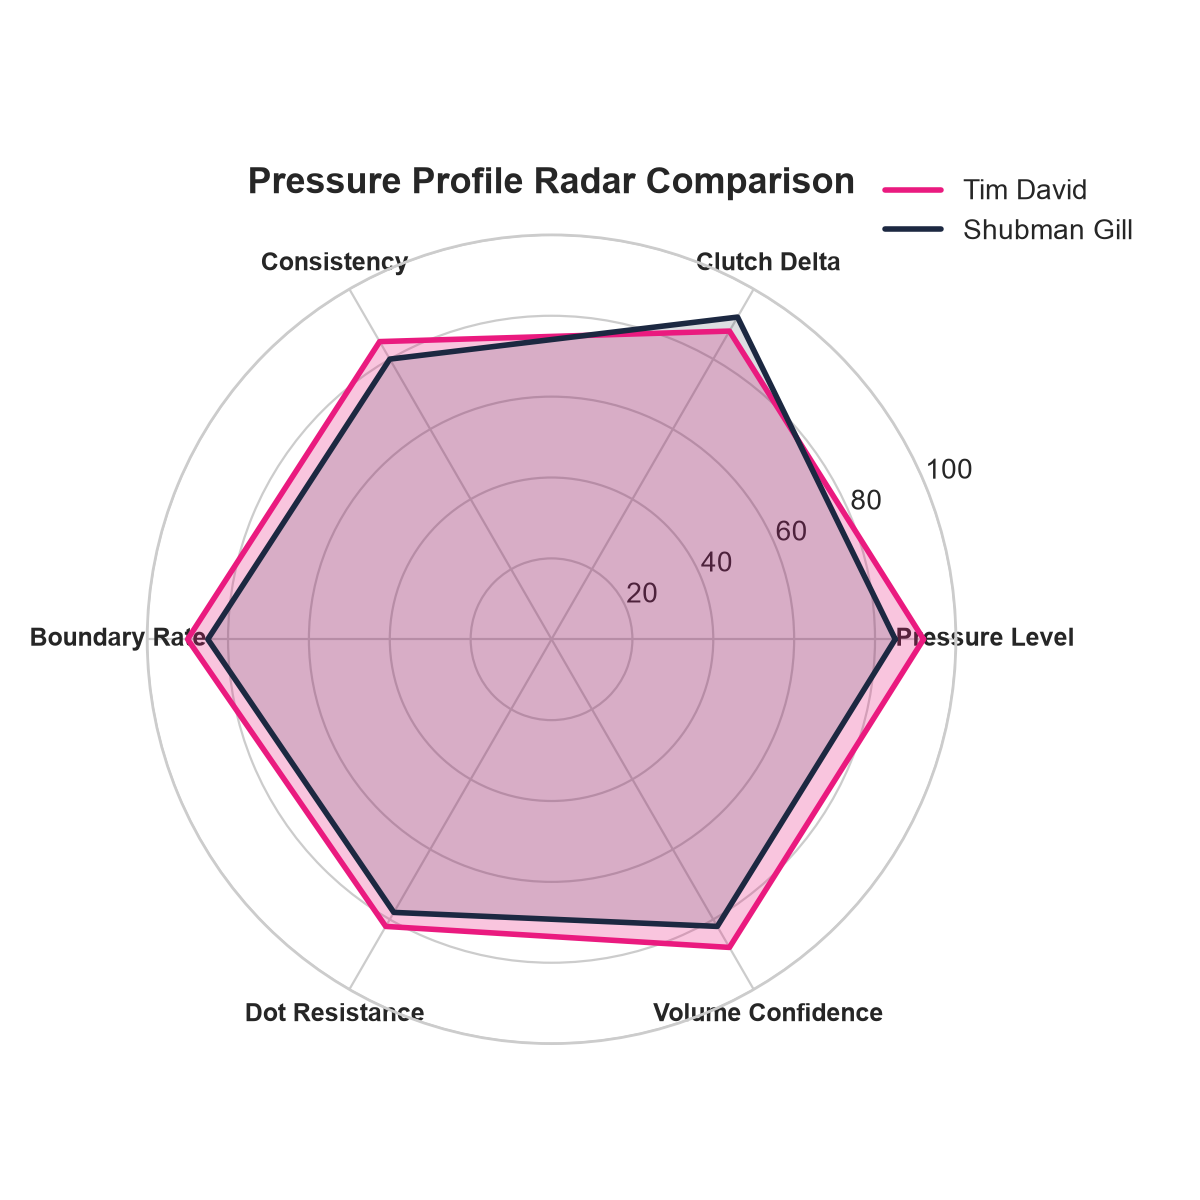 Pressure Profile Radar Comparison
Tim David
Shubman Gill
Consistency
Clutch Delta
100
80
60
40
20
Boundary Rate
Pressure Level
Dot Resistance
Volume Confidence